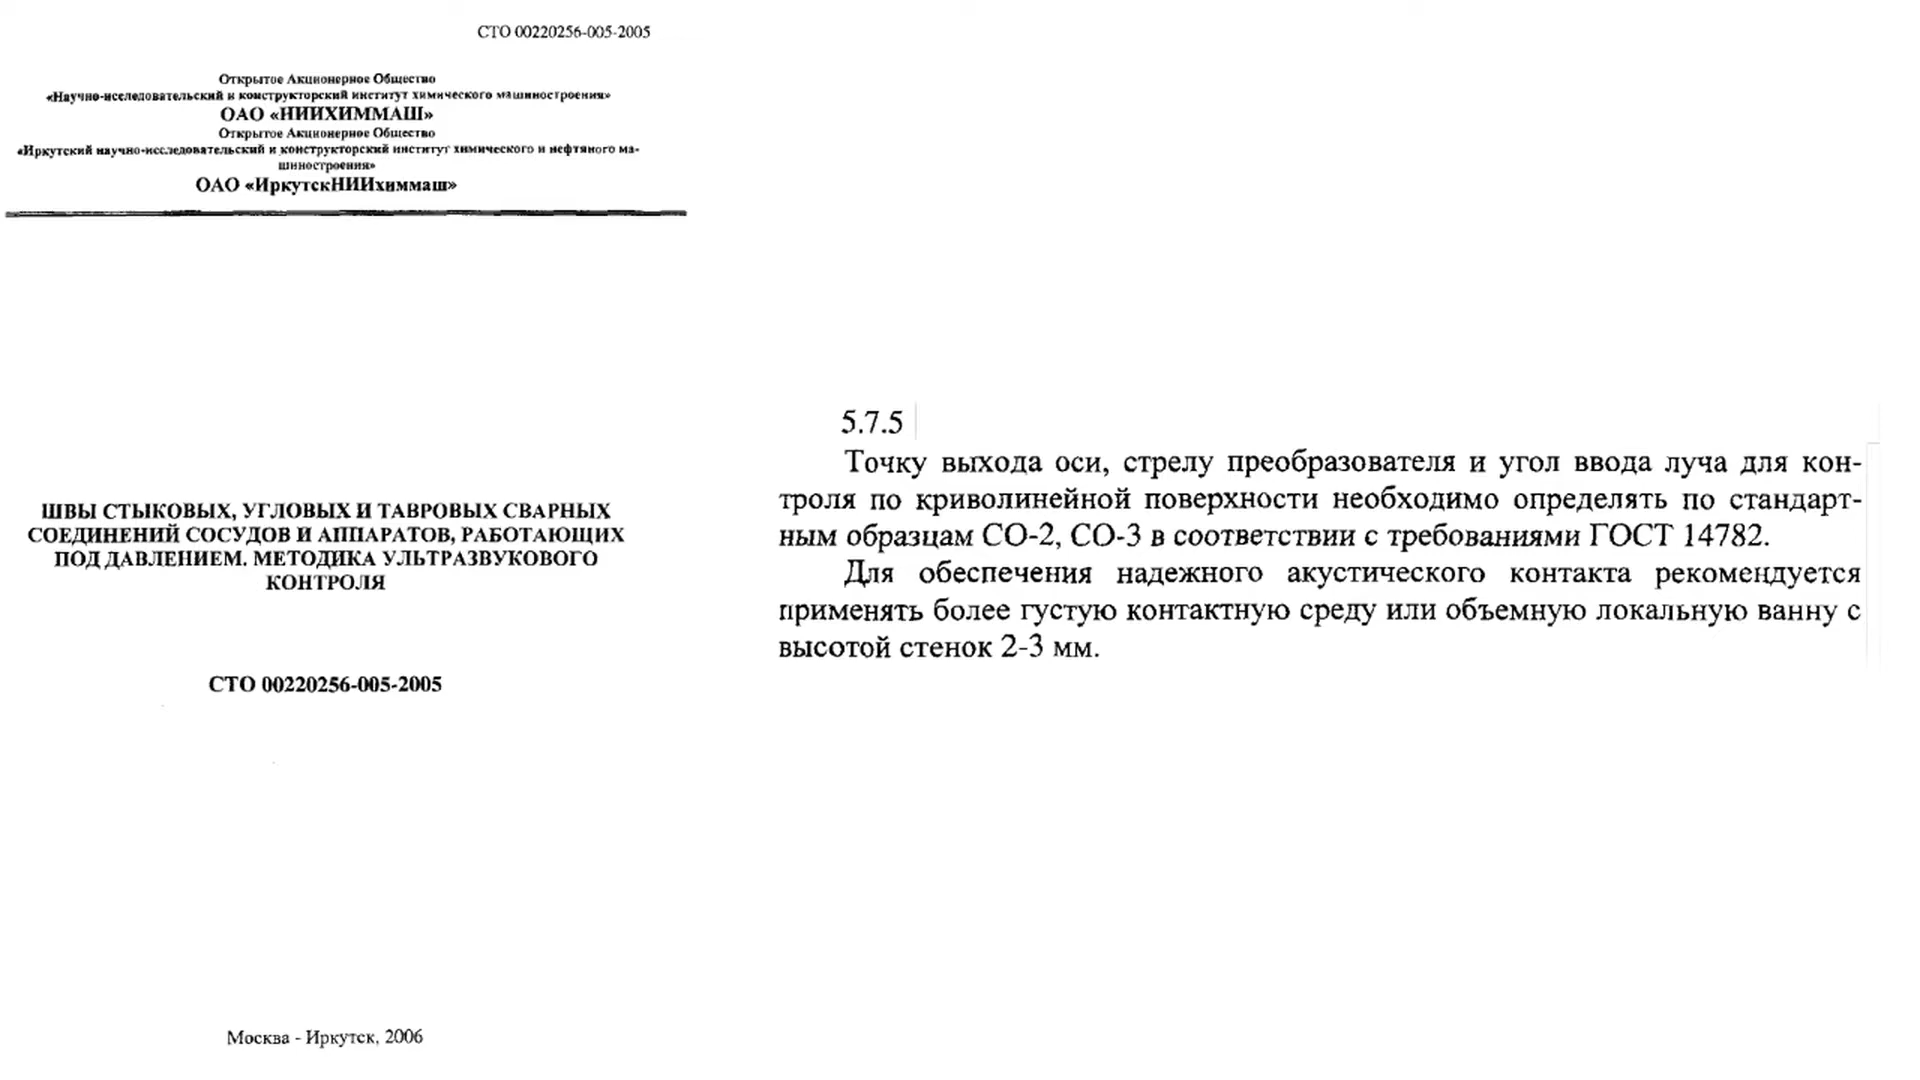 СТО 00220256-005-2005
Открытое Акционерное Общество
«Научно-исследовательский и конструкторский институт химического машиностроения»
ОАО «НИИХИММАШ»
Открытое Акционерное Общество
«Иркутский научно-исследовательский и конструкторский институт химического и нефтяного ма-
шиностроения»
ОАО «ИркутскНИИхиммаш»
ШВЫ СТЫКОВЫХ, УГЛОВЫХ И ТАВРОВЫХ СВАРНЫХ
СОЕДИНЕНИЙ СОСУДОВ И АППАРАТОВ, РАБОТАЮЩИХ
ПОД ДАВЛЕНИЕМ. МЕТОДИКА УЛЬТРАЗВУКОВОГО
КОНТРОЛЯ
СТО 00220256-005-2005
Москва - Иркутск, 2006
5.7.5
Точку выхода оси, стрелу преобразователя и угол ввода луча для кон-
троля по криволинейной поверхности необходимо определять по стандарт-
ным образцам СО-2, СО-3 в соответствии с требованиями ГОСТ 14782.
Для обеспечения надежного акустического контакта рекомендуется
применять более густую контактную среду или объемную локальную ванну с
высотой стенок 2-3 мм.